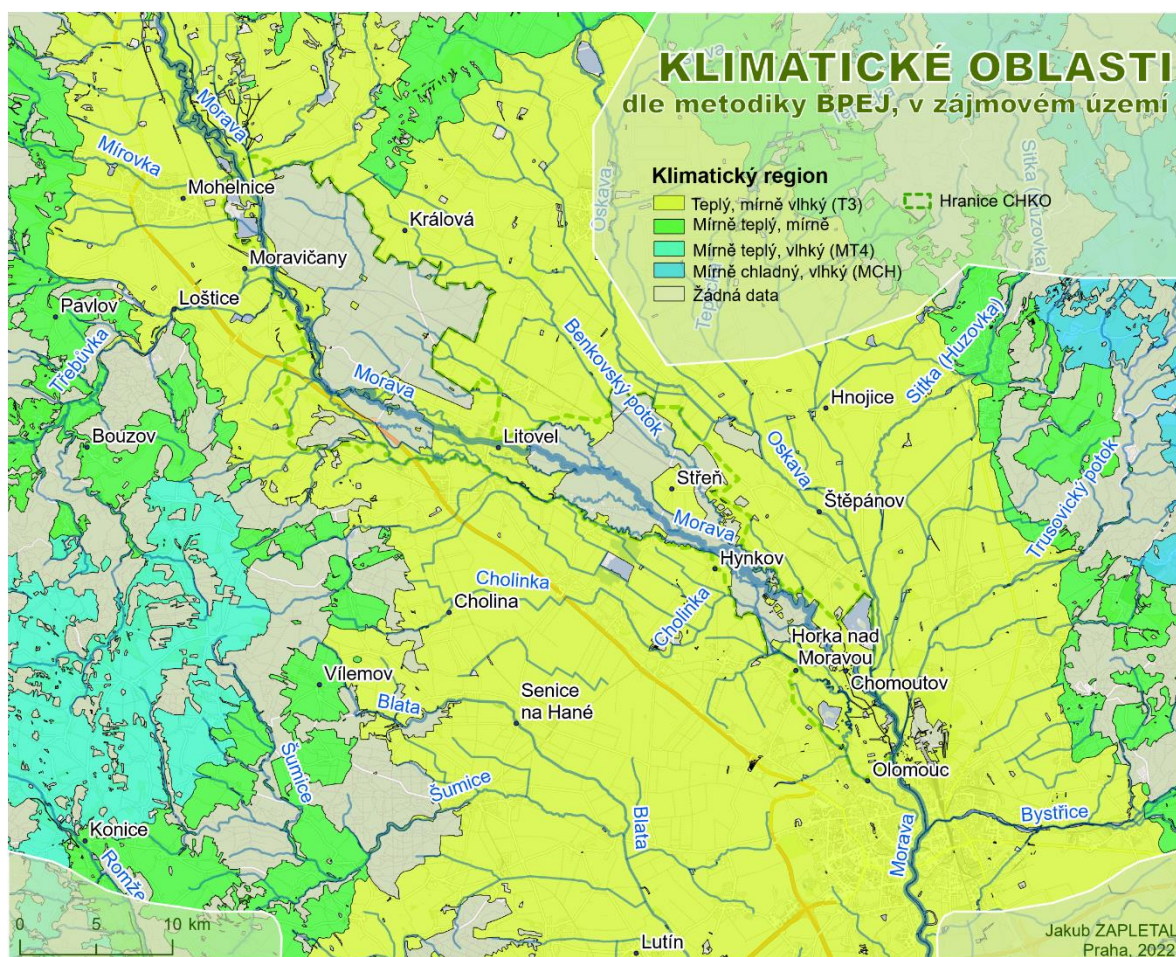 KLIMATICKÉ OBLASTI
dle metodiky BPEJ, v zájmovém území
Klimatický region
Teplý, mírně vlhký (T3)
Mírně teplý, mírně
Mírně teplý, vlhký (MT4)
Mírně chladný, vlhký (MCH)
Žádná data
Hranice CHKO
Oskava
Sitka (Huzovka)
Morava
Mírovka
Mohelnice
Králová
Moravičany
Pavlov
Loštice
Třebůvka
Benkovský potok
Sitka (Huzovka)
Morava
Hnojice
Bouzov
Litovel
Oskava
Střeň
Štěpánov
Trusovický potok
Morava
Hynkov
Cholinka
Cholina
Cholinka
Horka nad
Moravou
Chomoutov
Vílemov
Blata
Senice
na Hané
Šumice
Šumice
Olomouc
Blata
Bystřice
Morava
Konice
Romže
Lutín
0 5 10 km
Jakub ŽAPLETAL
Praha, 2022